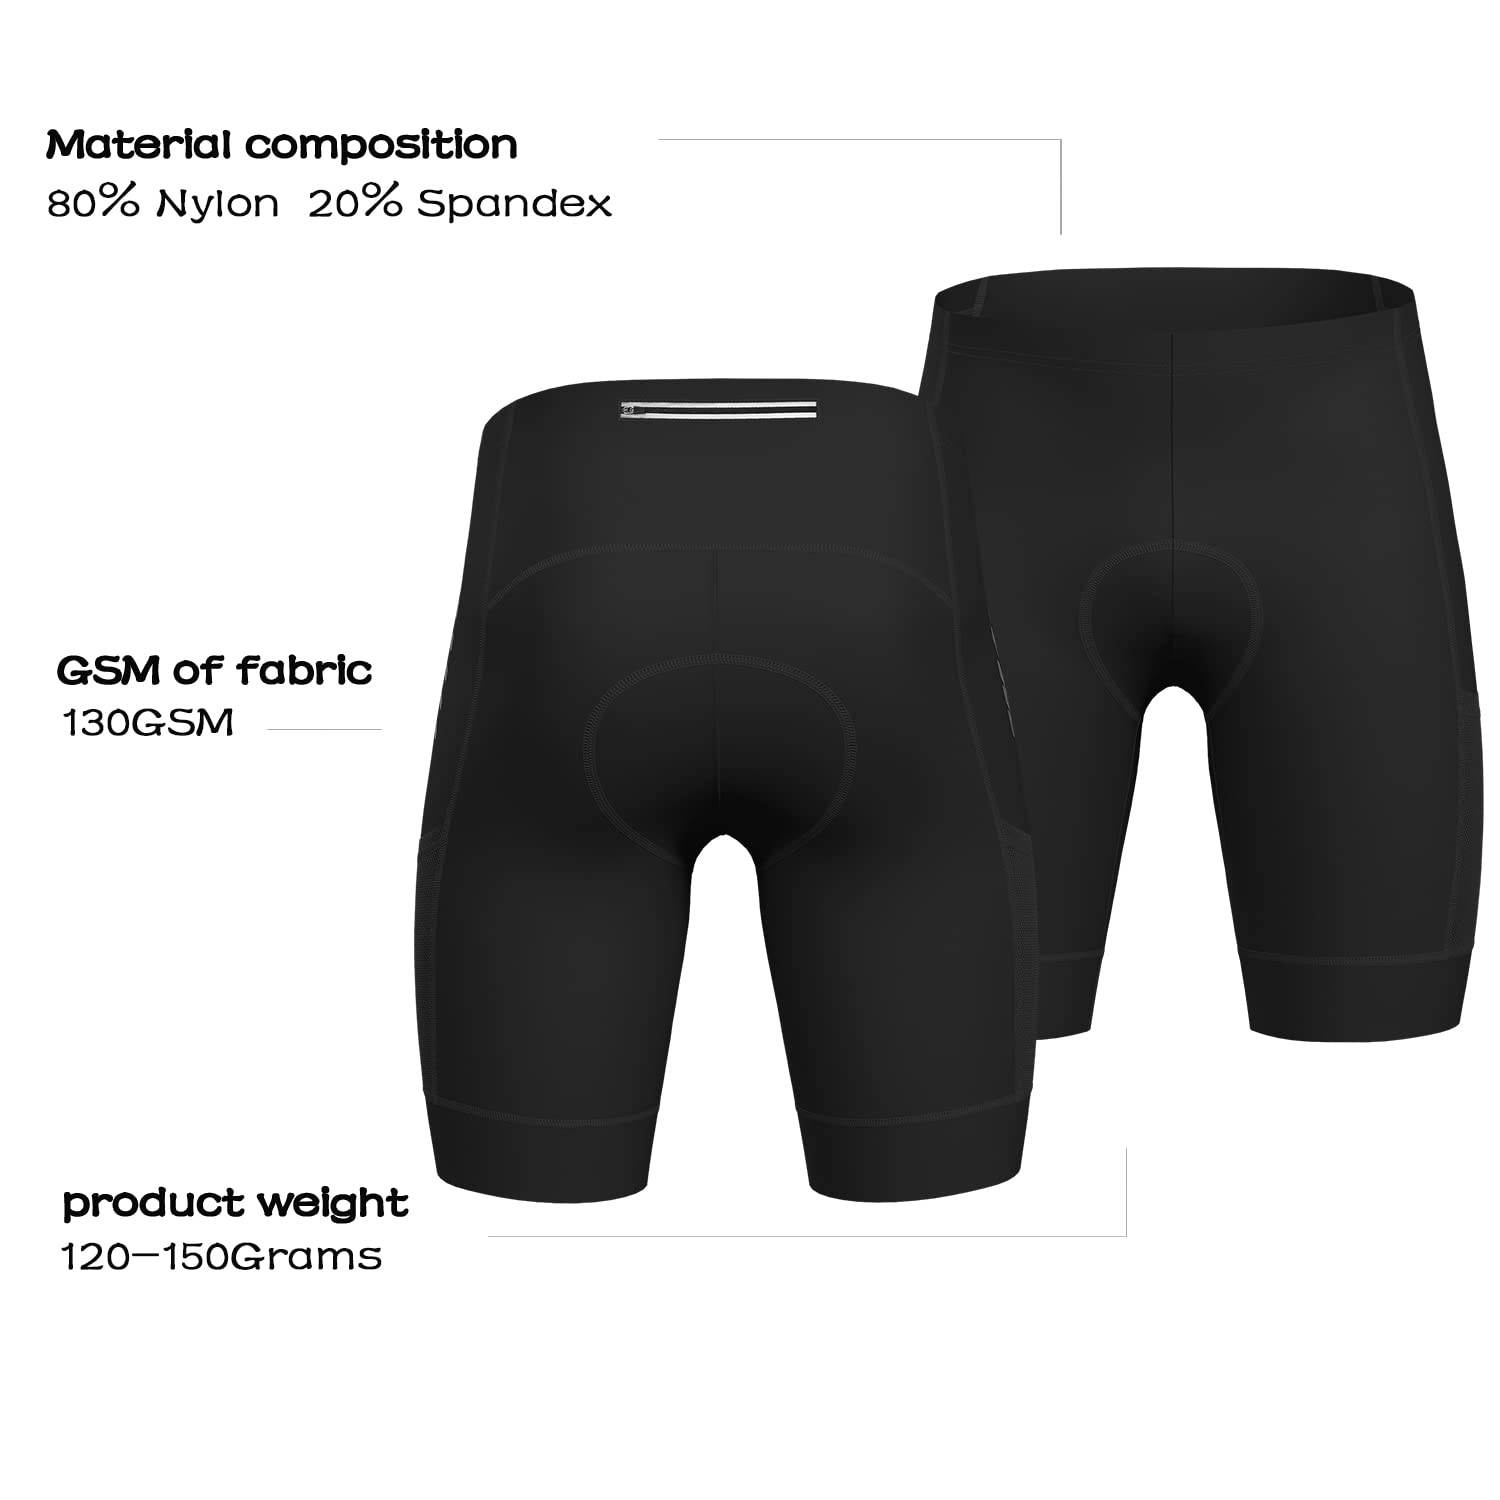 Material composition
80% Nylon 20% Spandex
GSM of fabric
130GSM
product weight
120-150Grams